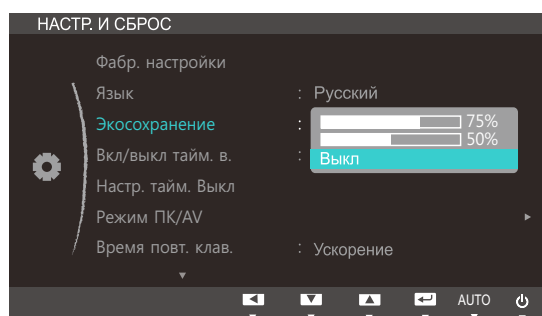 НАСТР. И СБРОС
Фабр. настройки
Язык : Русский
Экосохранение : 75%
50%
Вкл/выкл тайм. в. : Выкл
Настр. тайм. Выкл
Режим ПК/AV
Время повт. клав. : Ускорение
AUTO